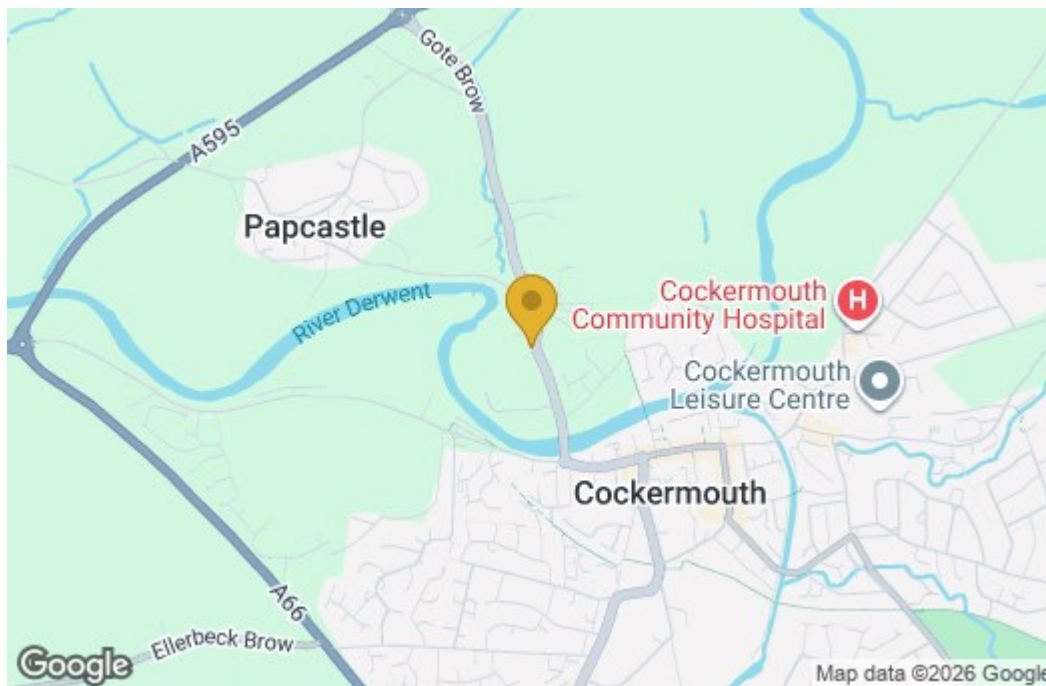 Gote Brow
A595
Papcastle
River Derwent
Cockermouth
Community Hospital
H
Cockermouth
Leisure Centre
Cockermouth
A66
Ellerbeck Brow
Google
Map data ©2026 Google